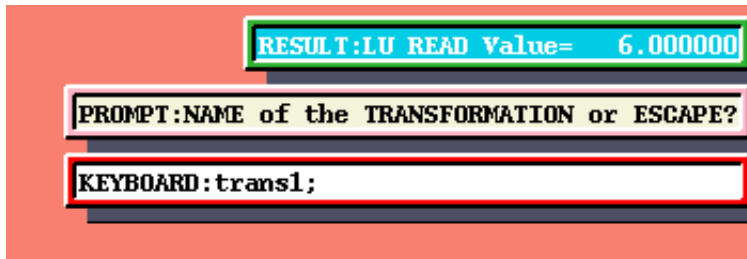 RESULT:LU READ Value= 6.000000
PROMPT:NAME of the TRANSFORMATION or ESCAPE?
KEYBOARD:trans1;